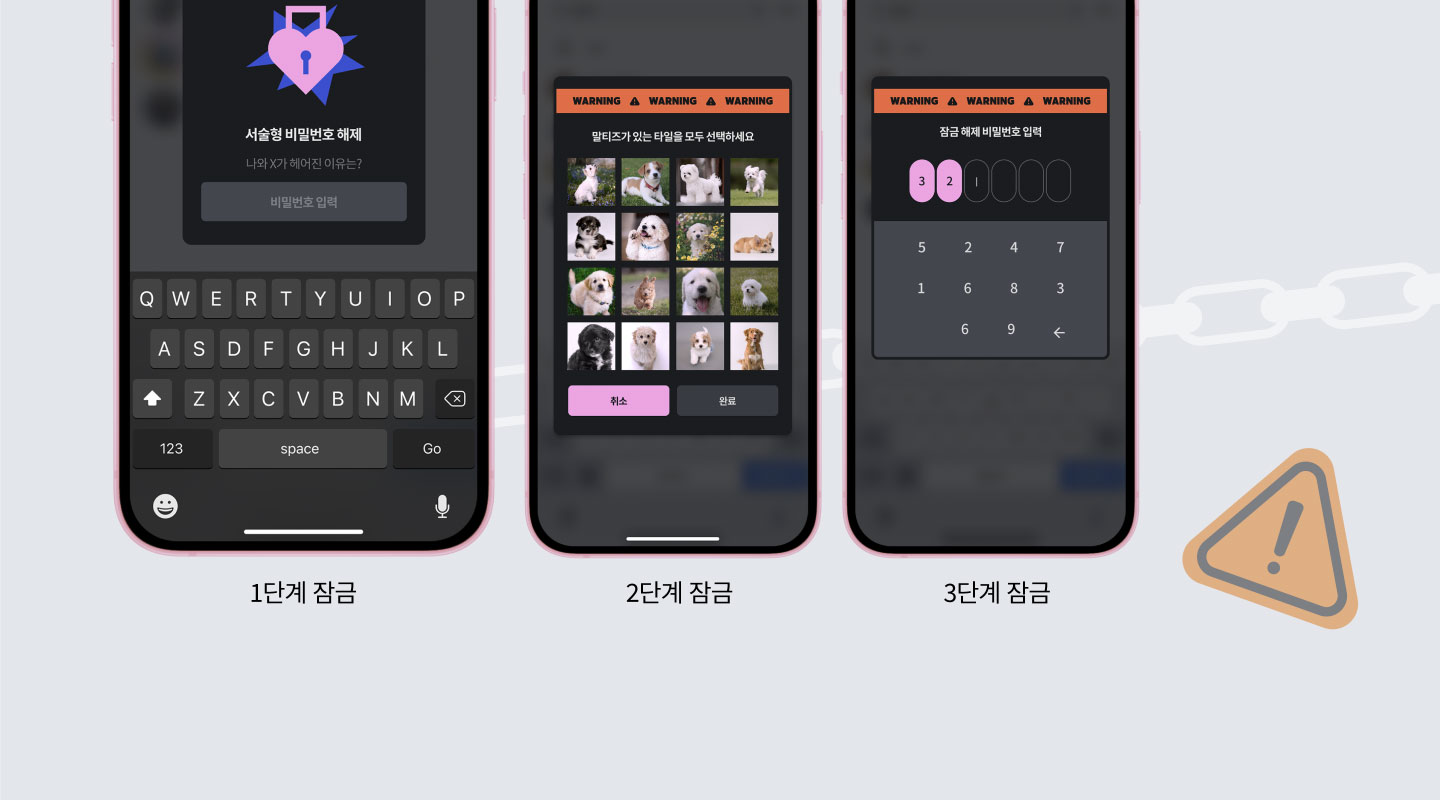 서술형 비밀번호 해제
나와 X가 헤어진 이유는?
비밀번호 입력
Q W E R T Y U I O P
A S D F G H J K L
Z X C V B N M
123 space Go
1단계 잠금
WARNING WARNING WARNING
말티즈가 있는 타일을 모두 선택하세요
취소 완료
2단계 잠금
WARNING WARNING WARNING
잠금 해제 비밀번호 입력
3 2
5 2 4 7
1 6 8 3
6 9
3단계 잠금